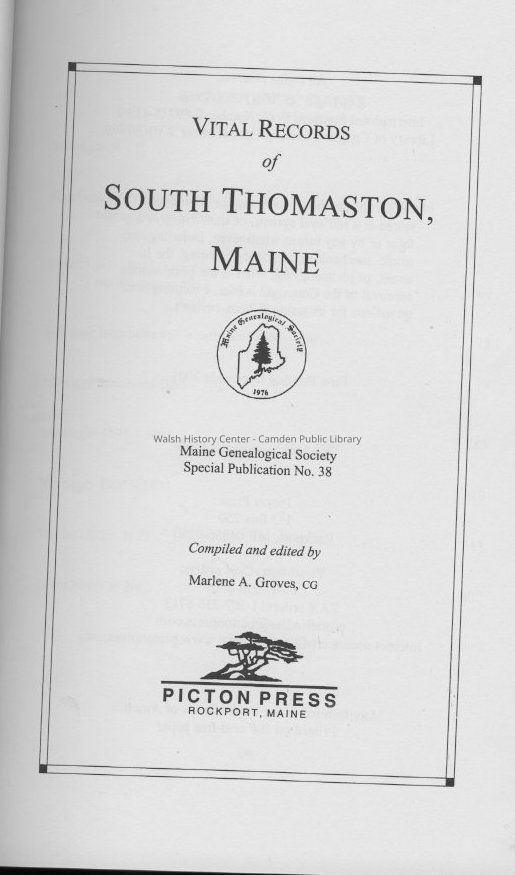 VITAL RECORDS
of
SOUTH THOMASTON,
MAINE
Maine Genealogical Society
1976
Walsh History Center - Camden Public Library
Maine Genealogical Society
Special Publication No. 38
Compiled and edited by
Marlene A. Groves, CG
PICTON PRESS
ROCKPORT, MAINE